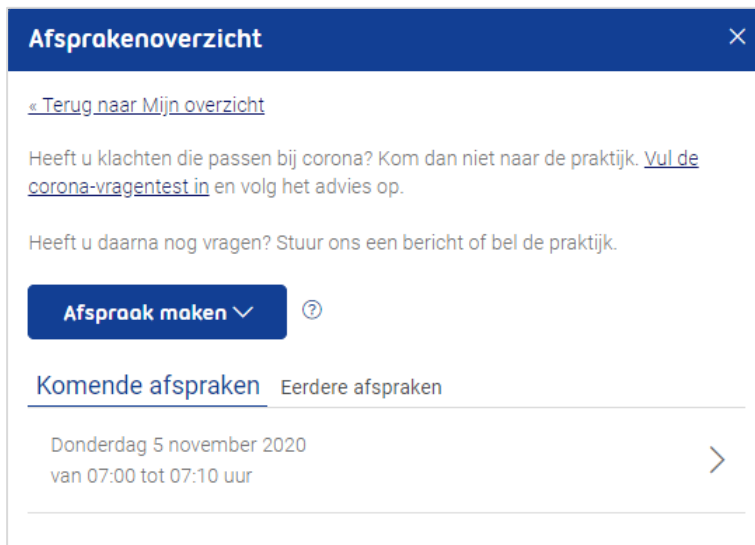 Afsprakenoverzicht
« Terug naar Mijn overzicht
Heeft u klachten die passen bij corona? Kom dan niet naar de praktijk. Vul de
corona-vragentest in en volg het advies op.
Heeft u daarna nog vragen? Stuur ons een bericht of bel de praktijk.
Afspraak maken ?
Komende afspraken Eerdere afspraken
Donderdag 5 november 2020
van 07:00 tot 07:10 uur